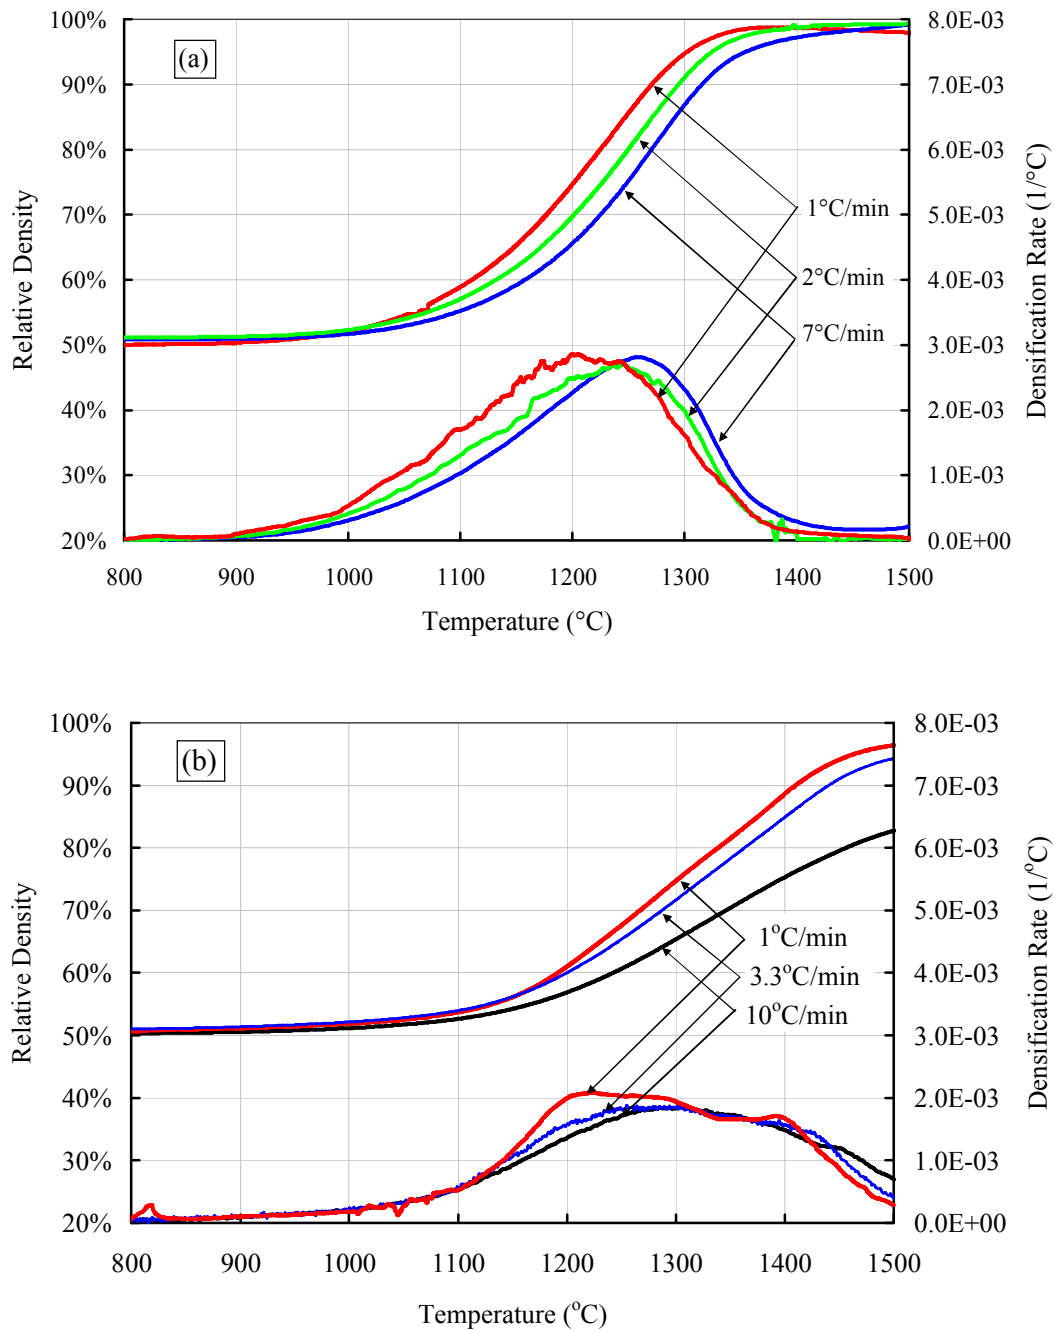 100% 8.0E-03
(a)
90% 7.0E-03
80% 6.0E-03
1°C/min
70% 5.0E-03
2°C/min
60% 4.0E-03
7°C/min
50% 3.0E-03
40% 2.0E-03
30% 1.0E-03
20% 0.0E+00
Relative Density
Densification Rate (1/°C)
800 900 1000 1100 1200 1300 1400 1500
Temperature (°C)
100% 8.0E-03
(b)
90% 7.0E-03
80% 6.0E-03
70% 5.0E-03
1°C/min
60% 4.0E-03
3.3°C/min
10°C/min
50% 3.0E-03
40% 2.0E-03
30% 1.0E-03
20% 0.0E+00
Relative Density
Densification Rate (1/°C)
800 900 1000 1100 1200 1300 1400 1500
Temperature (°C)